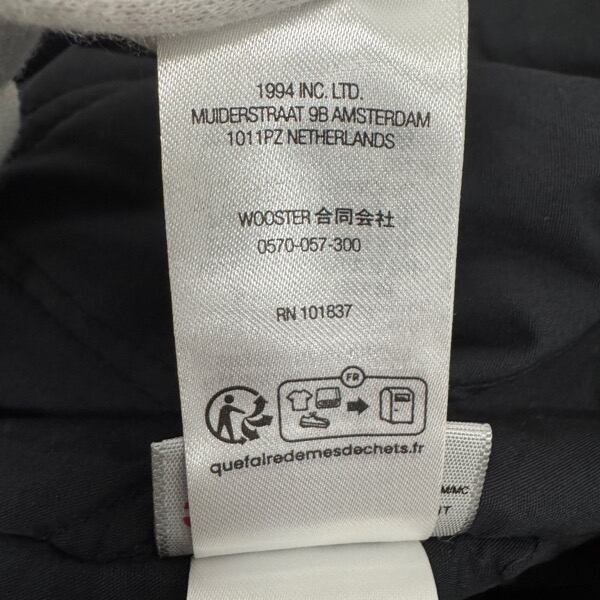 1994 INC. LTD.
MUIDERSTRAAT 9B AMSTERDAM
1011PZ NETHERLANDS
WOOSTER 合同会社
0570-057-300
RN 101837
FR
quefairedemesdechets.fr
M/MC